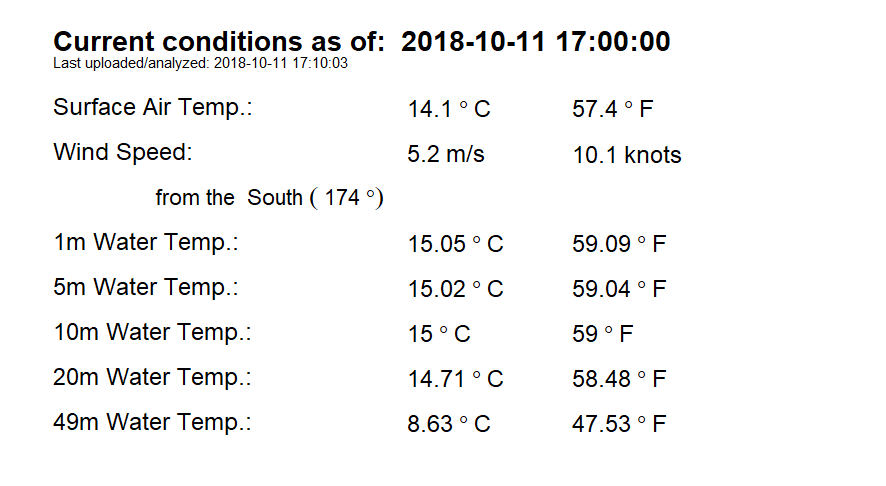 Current conditions as of: 2018-10-11 17:00:00
Last uploaded/analyzed: 2018-10-11 17:10:03
Surface Air Temp.: 14.1 ° C 57.4 ° F
Wind Speed: 5.2 m/s 10.1 knots
from the South ( 174 °)
1m Water Temp.: 15.05 ° C 59.09 ° F
5m Water Temp.: 15.02 ° C 59.04 ° F
10m Water Temp.: 15 ° C 59 ° F
20m Water Temp.: 14.71 ° C 58.48 ° F
49m Water Temp.: 8.63 ° C 47.53 ° F